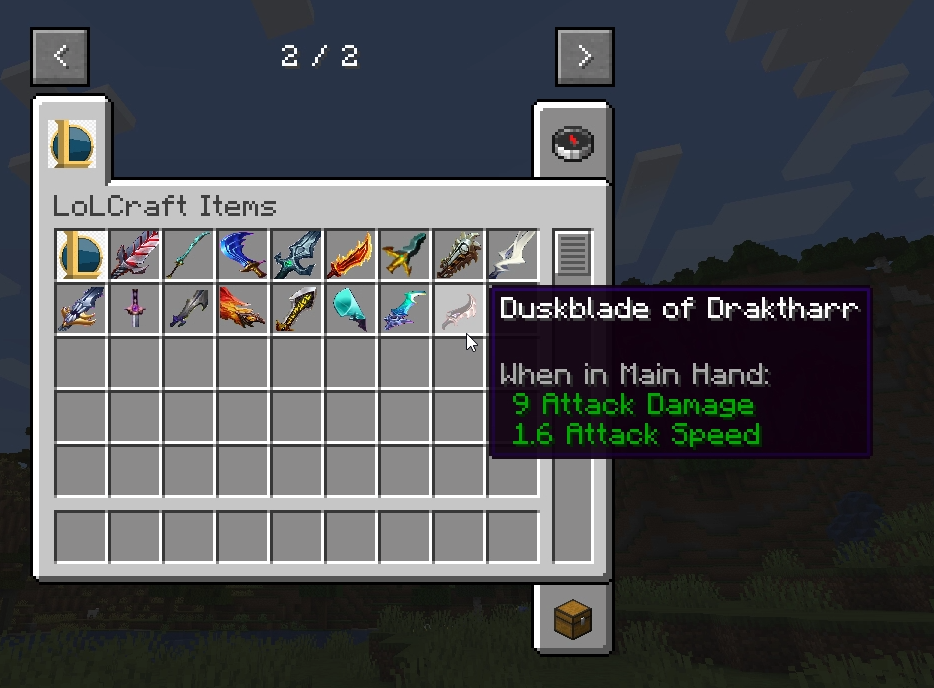 2 / 2
LoLCraft Items
Duskblade of Draktharr
When in Main Hand:
9 Attack Damage
1.6 Attack Speed